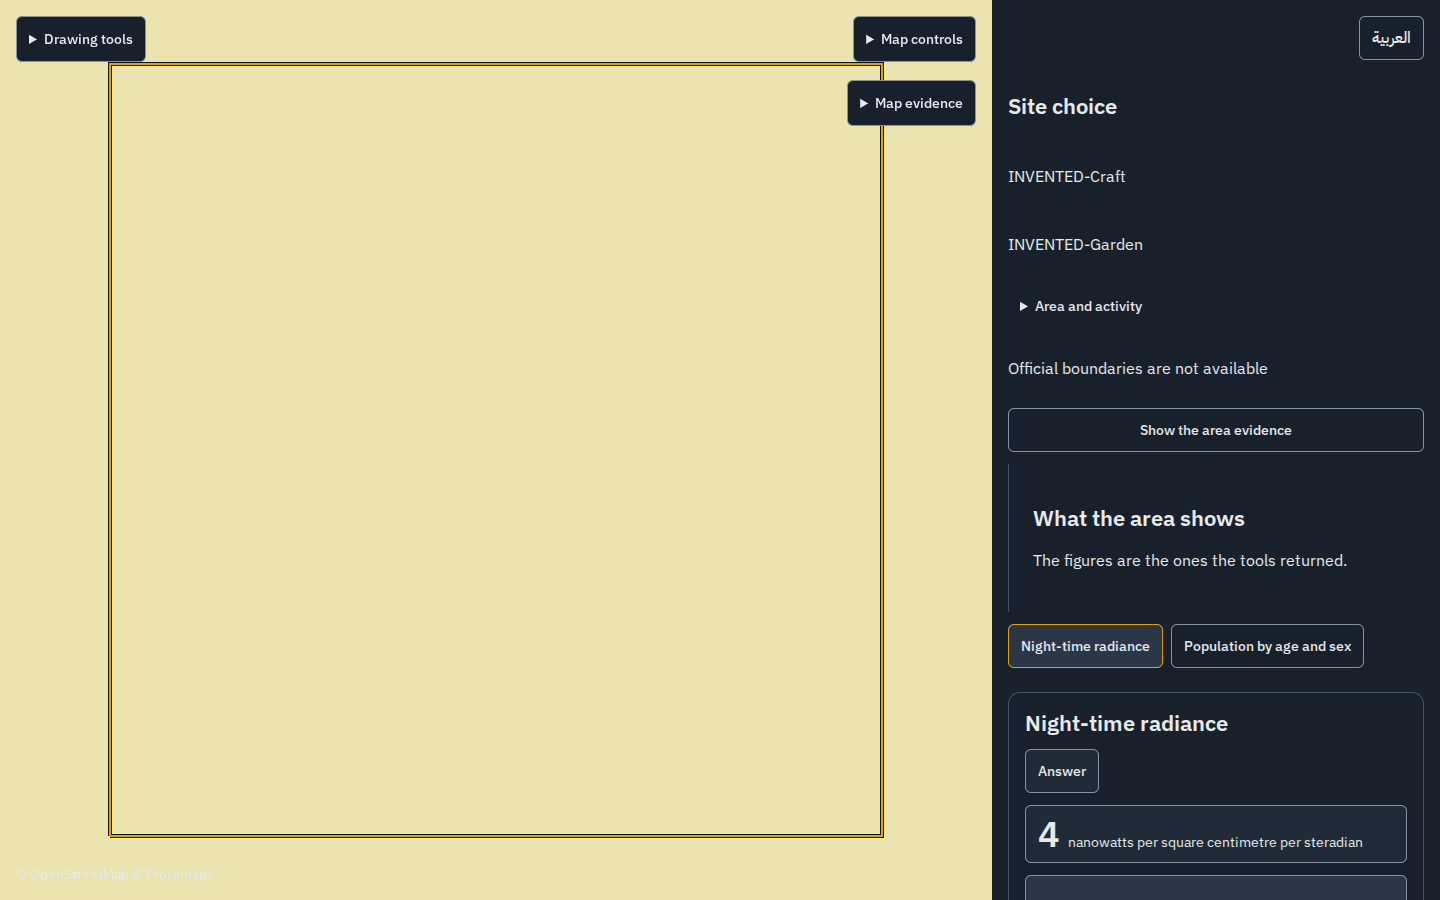 Drawing tools
Map controls
Map evidence
© OpenStreetMap © Protomaps
العربية
Site choice
INVENTED-Craft
INVENTED-Garden
Area and activity
Official boundaries are not available
Show the area evidence
What the area shows
The figures are the ones the tools returned.
Night-time radiance
Population by age and sex
Night-time radiance
Answer
4 nanowatts per square centimetre per steradian